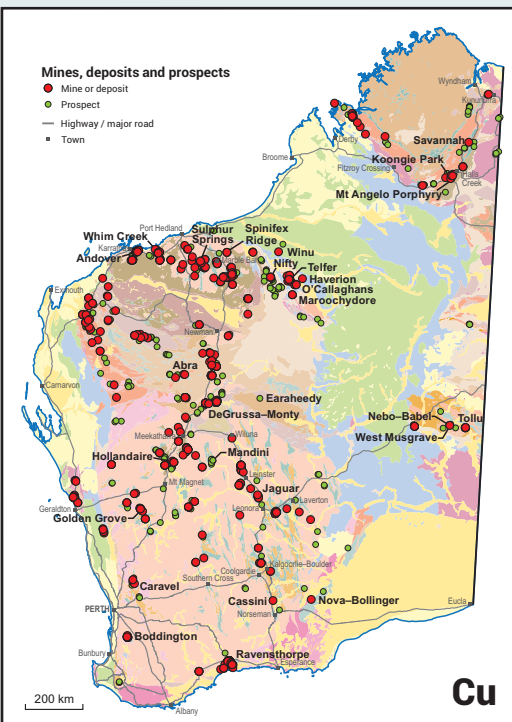 Mines, deposits and prospects
Mine or deposit
Prospect
Highway / major road
Town
Wyndham
Kununurra
Derby
Savannah
Broome
Koongie Park
Fitzroy Crossing
Halls
Creek
Mt Angelo Porphyry
Port Hedland
Sulphur
Springs
Spinifex
Ridge
Whim Creek
Karratha
Andover
Marble Bar
Winu
Nifty
Telfer
Haverion
O'Callaghans
Maroochydore
Exmouth
Newman
Abra
Carnarvon
Earaheedy
DeGrussa–Monty
Nebo–Babel
Tollu
West Musgrave
Meekatharra
Wiluna
Hollandaire
Mandini
Leinster
Mt Magnet
Jaguar
Geraldton
Leonora
Laverton
Golden Grove
Coolgardie
Kalgoorlie–Boulder
Southern Cross
Caravel
Cassini
Nova–Bollinger
Eucla
PERTH
Norseman
Boddington
Bunbury
Ravensthorpe
Esperance
200 km
Albany
Cu